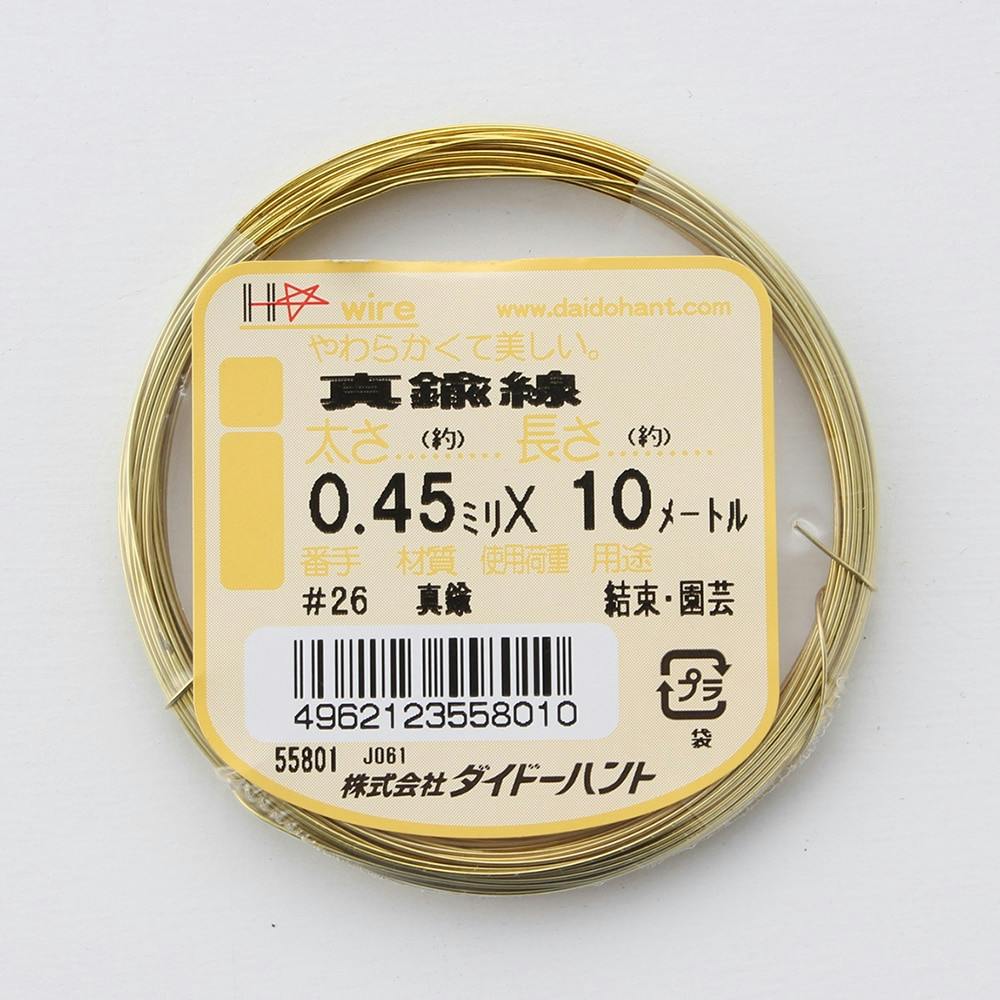 H☆ wire www.daidohant.com
やわらかくて美しい。
真鍮線
太さ(約)……… 長さ(約)………
0.45ミリX 10メートル
番手 材質 使用荷重 用途
#26 真鍮 結束・園芸
4962123558010
プラ
袋
55801 J061
株式会社ダイドーハント